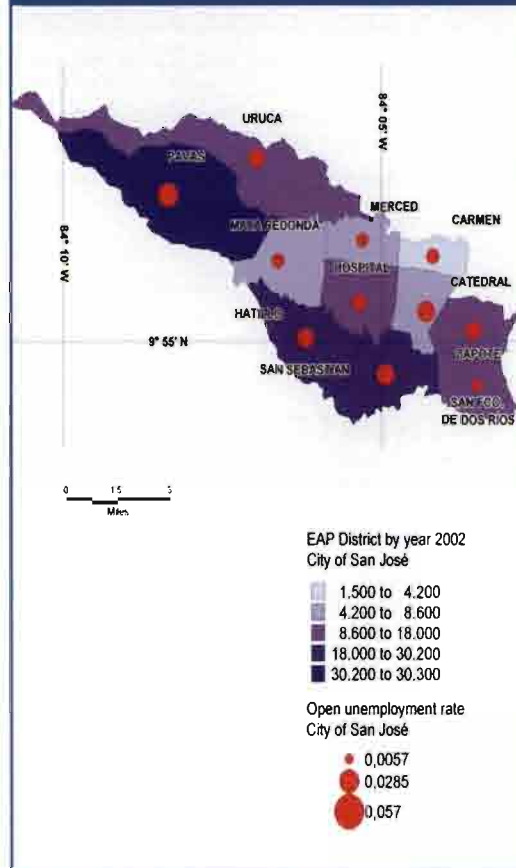 URUCA
84° 05' W
PAVAS
MERCED
CARMEN
MATA REDONDA
84° 10' W
HOSPITAL
CATEDRAL
HATILLO
9° 55' N
ZAPOTE
SAN SEBASTIAN
SAN FCO.
DE DOS RIOS
0 1.5 3
Miles
EAP District by year 2002
City of San José
1.500 to 4.200
4.200 to 8.600
8.600 to 18.000
18.000 to 30.200
30.200 to 30.300
Open unemployment rate
City of San José
0,0057
0,0285
0,057